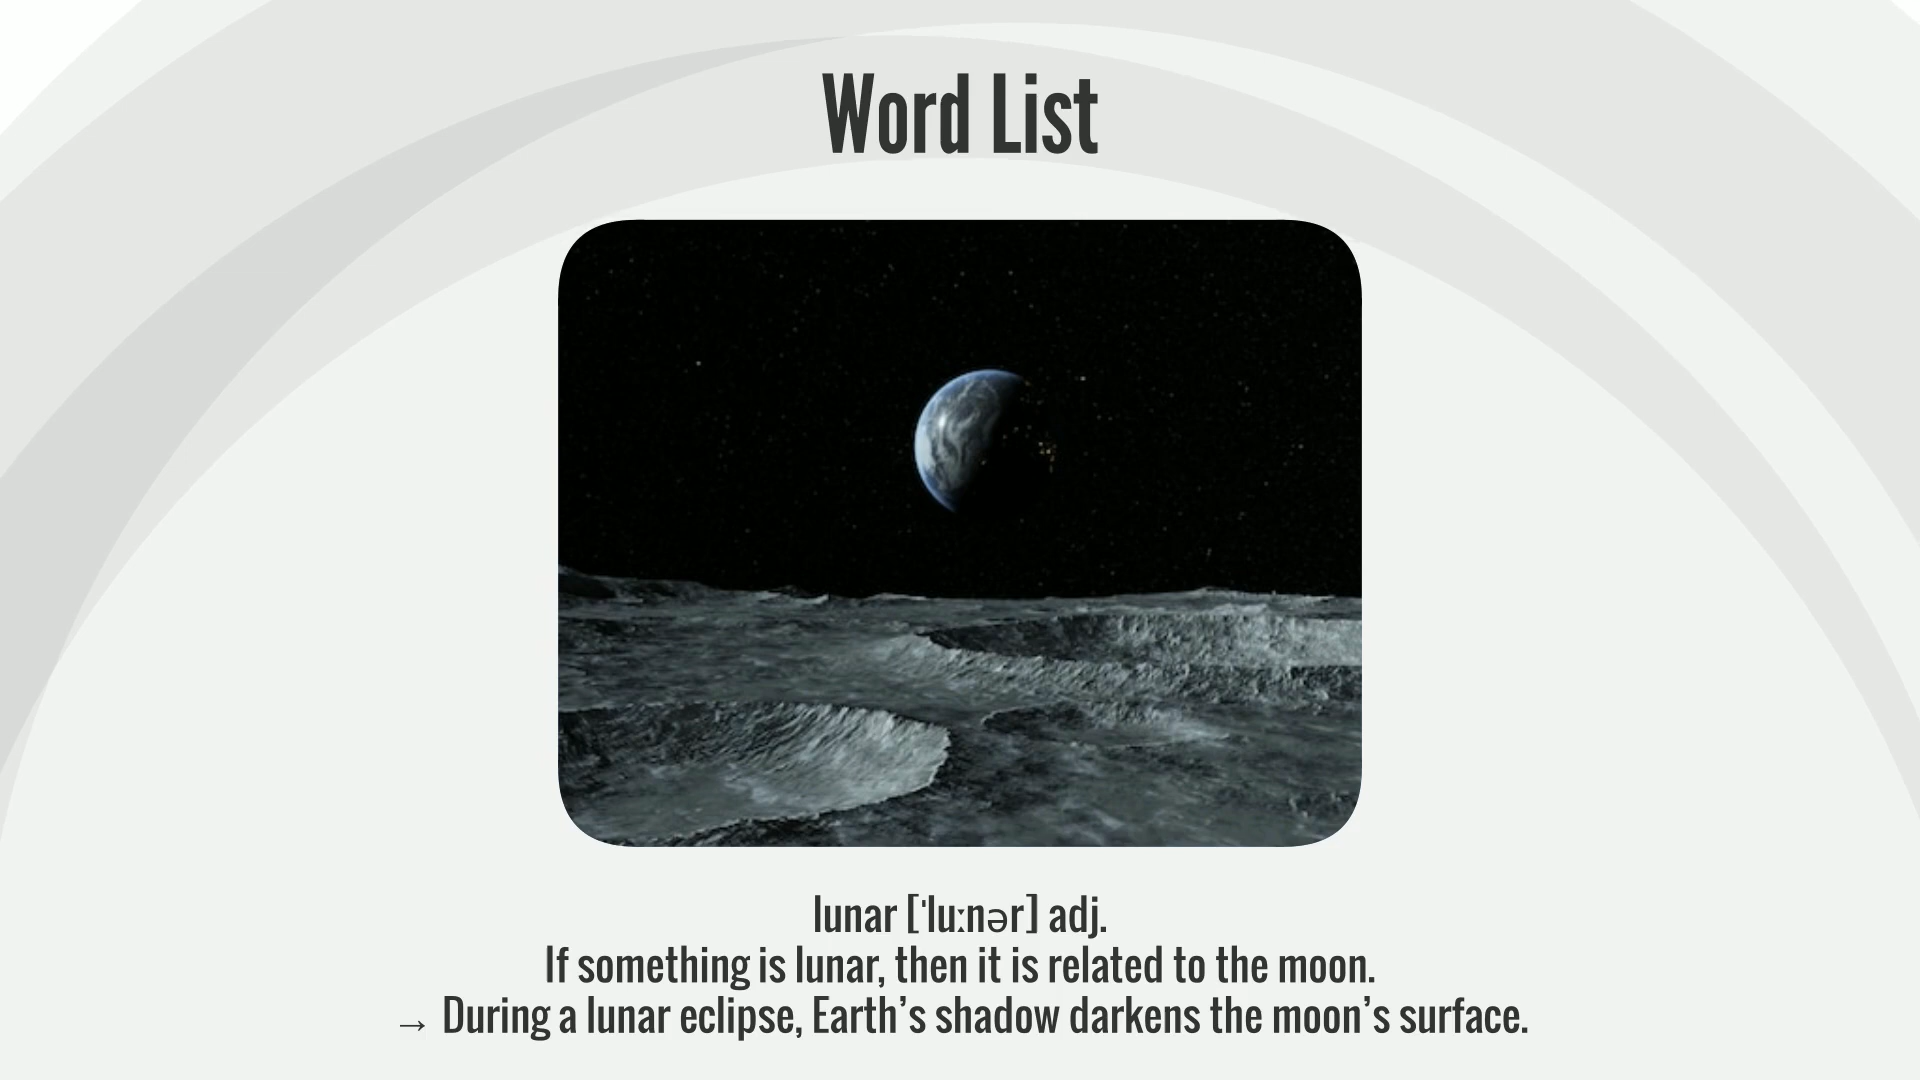 Word List
lunar [ˈluːnər] adj.
If something is lunar, then it is related to the moon.
→ During a lunar eclipse, Earth’s shadow darkens the moon’s surface.